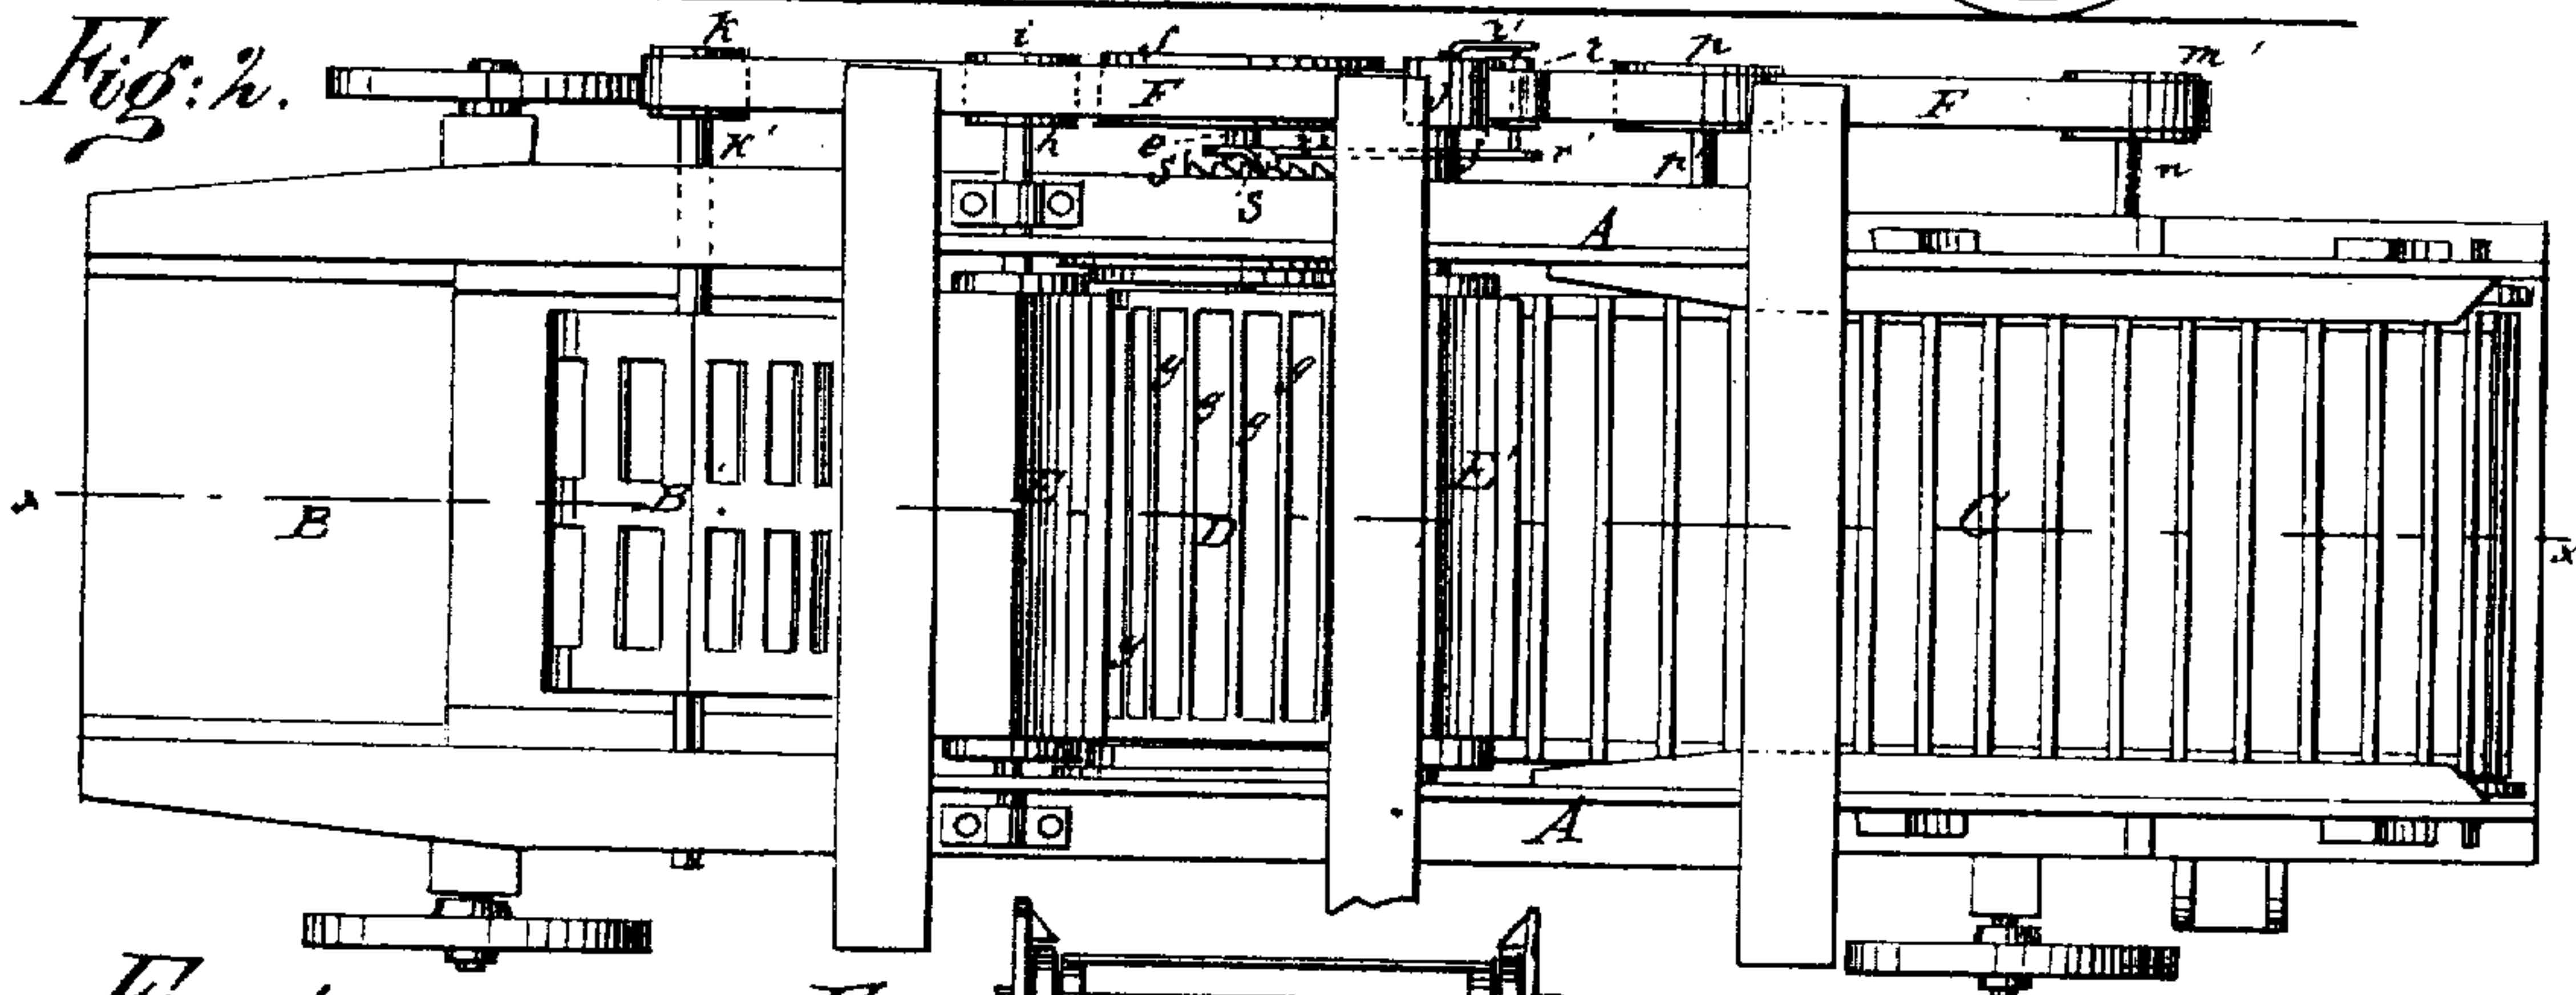 Fig: 2.
k i f l' l p m'
F F
k' h e r' p' n
S S
A
g g g g
E E'
x B B' D C x
g'
A